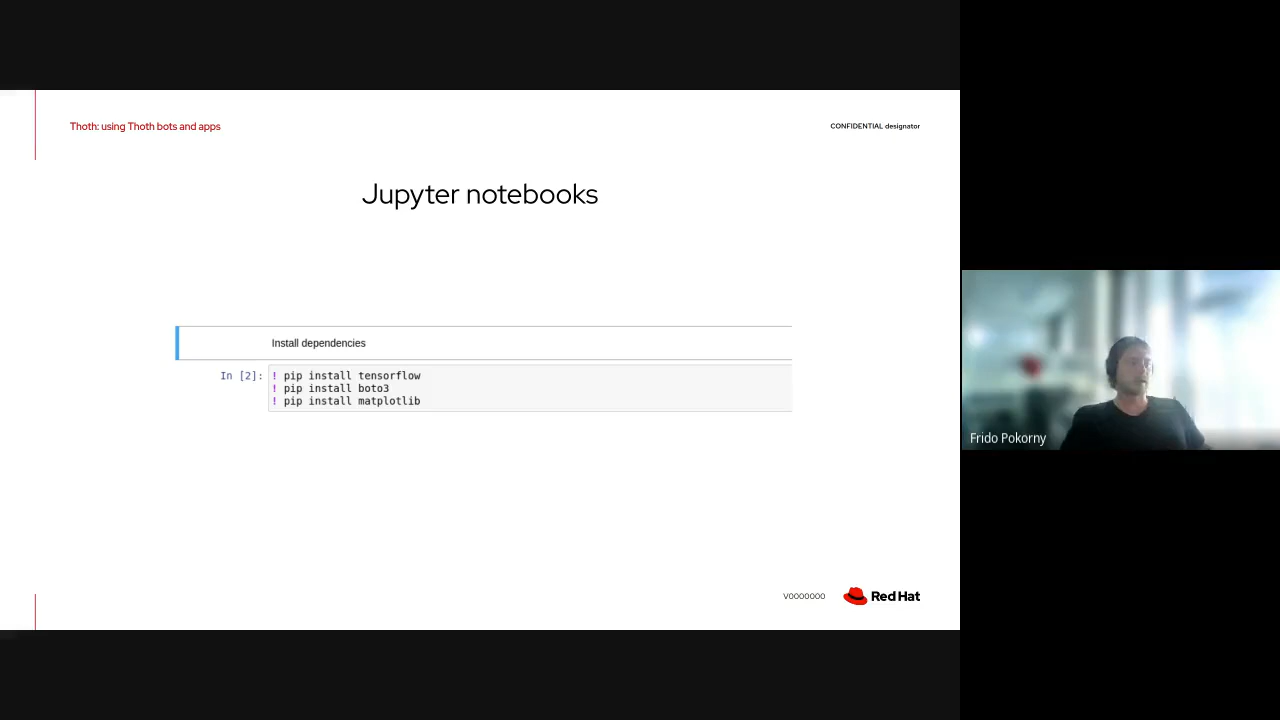 Thoth: using Thoth bots and apps
CONFIDENTIAL designator
Jupyter notebooks
Install dependencies
In [2]: ! pip install tensorflow
! pip install boto3
! pip install matplotlib
Frido Pokorny
V0000000
Red Hat